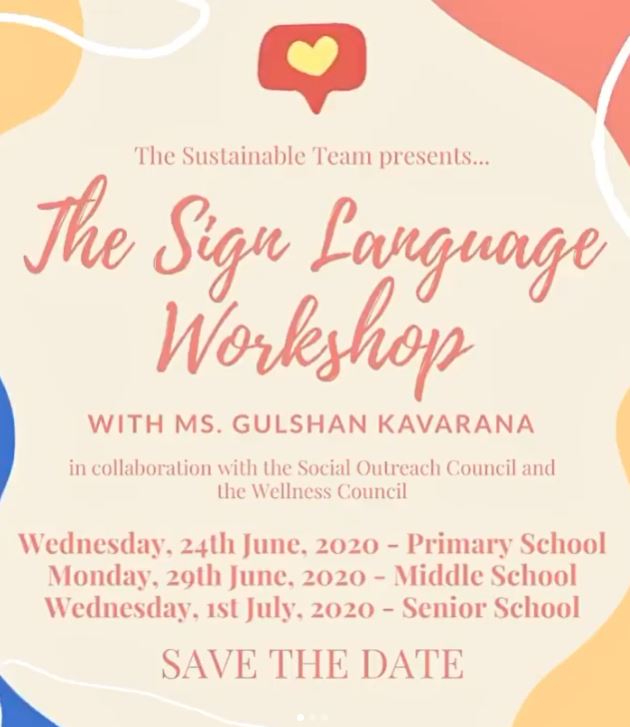 The Sustainable Team presents...
The Sign Language
Workshop
WITH MS. GULSHAN KAVARANA
in collaboration with the Social Outreach Council and
the Wellness Council
Wednesday, 24th June, 2020 - Primary School
Monday, 29th June, 2020 - Middle School
Wednesday, 1st July, 2020 - Senior School
SAVE THE DATE